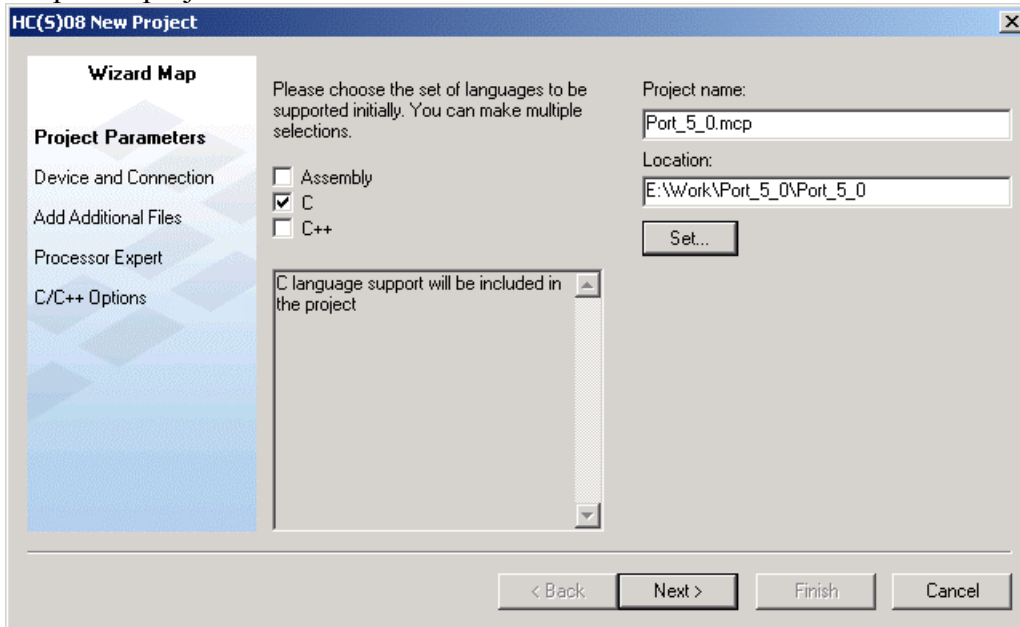 HC(S)08 New Project
Wizard Map
Project Parameters
Device and Connection
Add Additional Files
Processor Expert
C/C++ Options
Please choose the set of languages to be
supported initially. You can make multiple
selections.
Assembly
C
C++
C language support will be included in
the project
Project name:
Port_5_0.mcp
Location:
E:\Work\Port_5_0\Port_5_0
Set...
< Back
Next >
Finish
Cancel